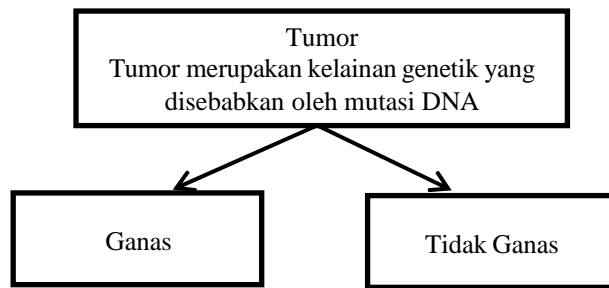 Tumor
Tumor merupakan kelainan genetik yang
disebabkan oleh mutasi DNA
Ganas
Tidak Ganas